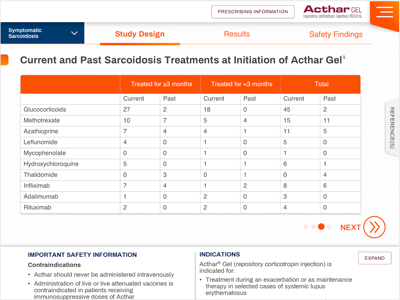 PRESCRIBING INFORMATION
Acthar GEL
(repository corticotropin injection) 80 U/mL
Symptomatic
Sarcoidosis
Study Design
Results
Safety Findings
Current and Past Sarcoidosis Treatments at Initiation of Acthar Gel¹
Treated for ≥3 months Treated for <3 months Total
Current Past Current Past Current Past
Glucocorticoids 27 2 18 0 45 2
Methotrexate 10 7 5 4 15 11
Azathioprine 7 4 4 1 11 5
Leflunomide 4 0 1 0 5 0
Mycophenolate 0 0 1 0 1 0
Hydroxychloroquine 5 0 1 1 6 1
Thalidomide 0 3 0 1 0 4
Infliximab 7 4 1 2 8 6
Adalimumab 1 0 2 0 3 0
Rituximab 2 0 2 0 4 0
REFERENCE(S)
NEXT
IMPORTANT SAFETY INFORMATION
Contraindications
• Acthar should never be administered intravenously
• Administration of live or live attenuated vaccines is
contraindicated in patients receiving
immunosuppressive doses of Acthar
INDICATIONS
Acthar® Gel (repository corticotropin injection) is
indicated for:
• Treatment during an exacerbation or as maintenance
therapy in selected cases of systemic lupus
erythematosus
EXPAND